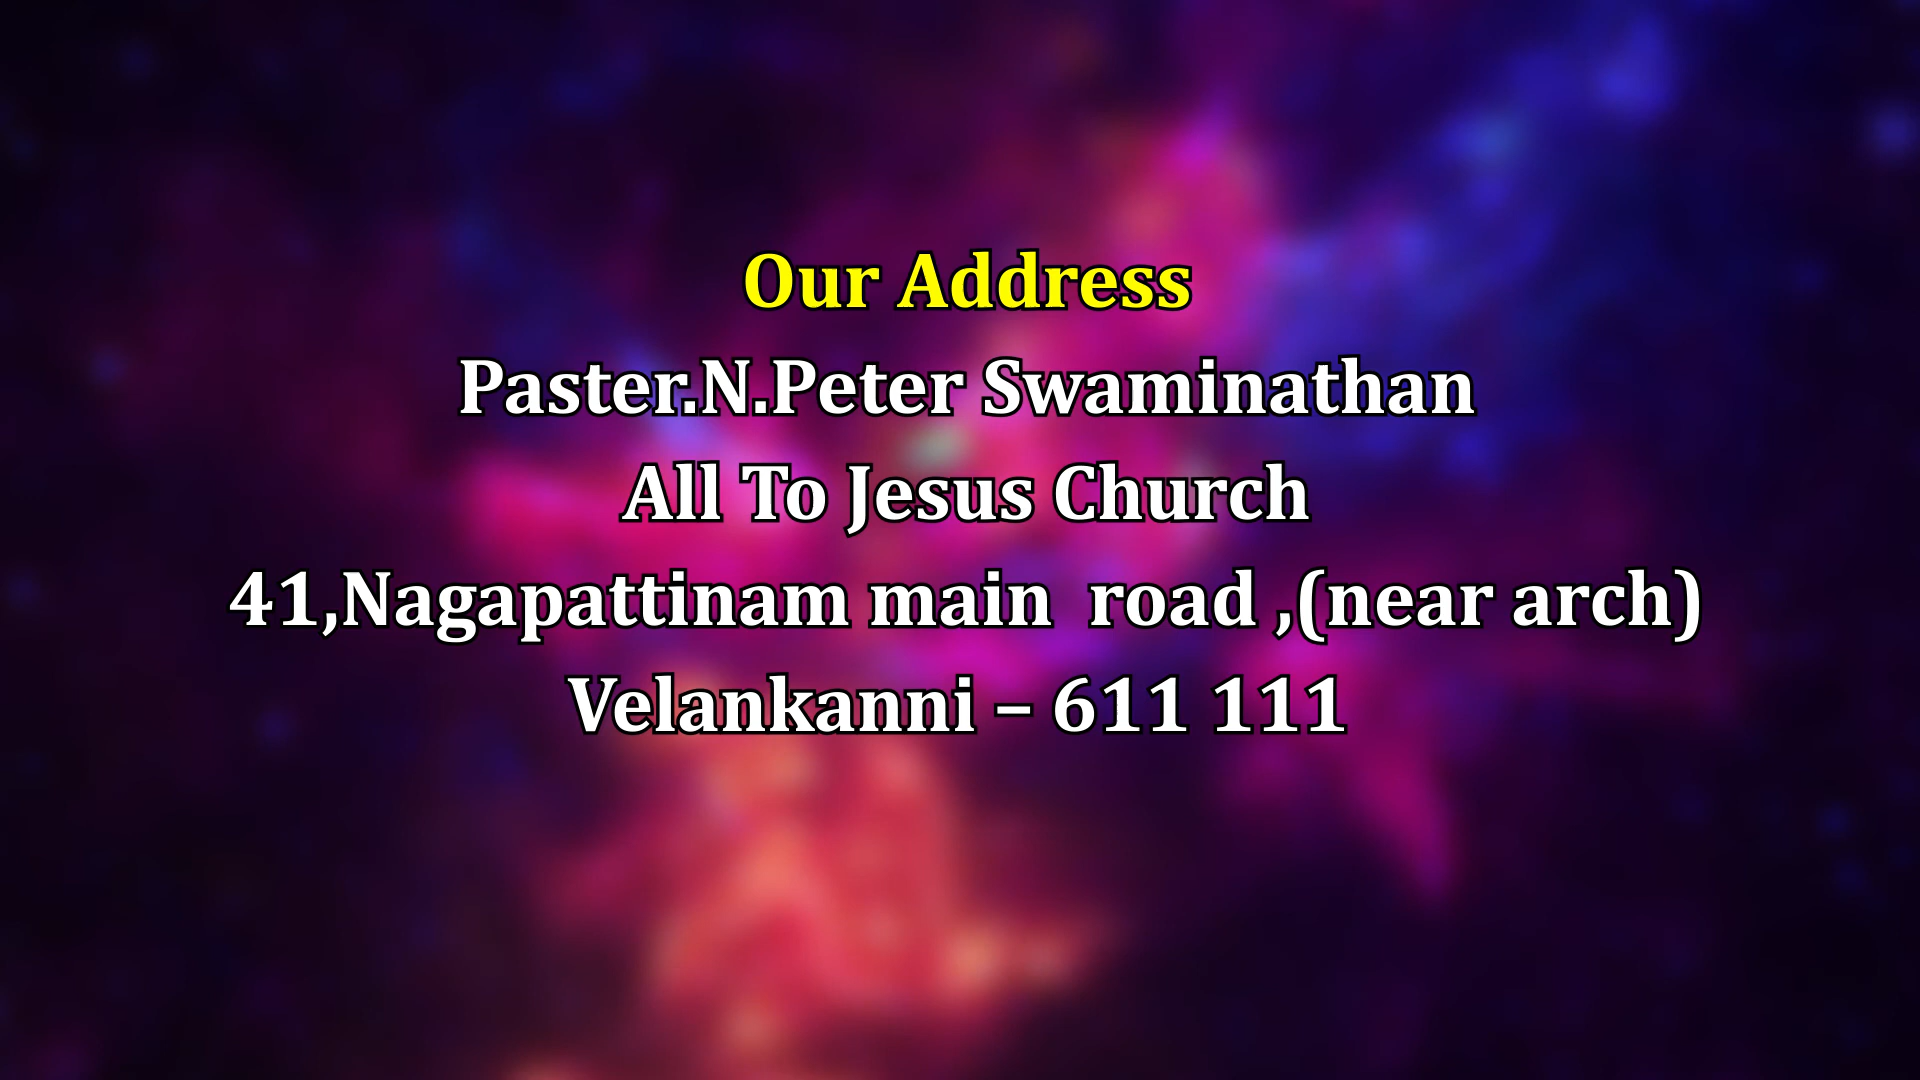 Our Address
Paster.N.Peter Swaminathan
All To Jesus Church
41,Nagapattinam main  road ,(near arch)
Velankanni – 611 111